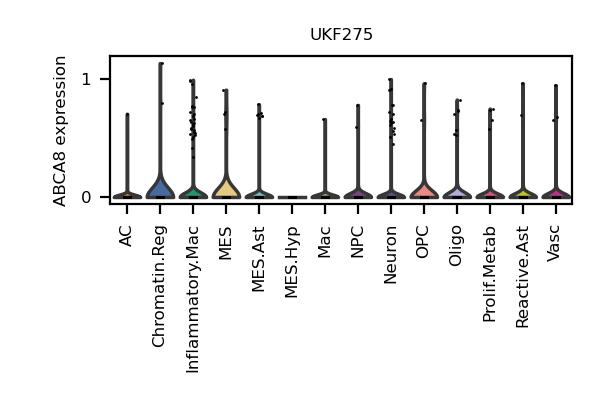 UKF275
ABCA8 expression
1
0
AC
Chromatin.Reg
Inflammatory.Mac
MES
MES.Ast
MES.Hyp
Mac
NPC
Neuron
OPC
Oligo
Prolif.Metab
Reactive.Ast
Vasc